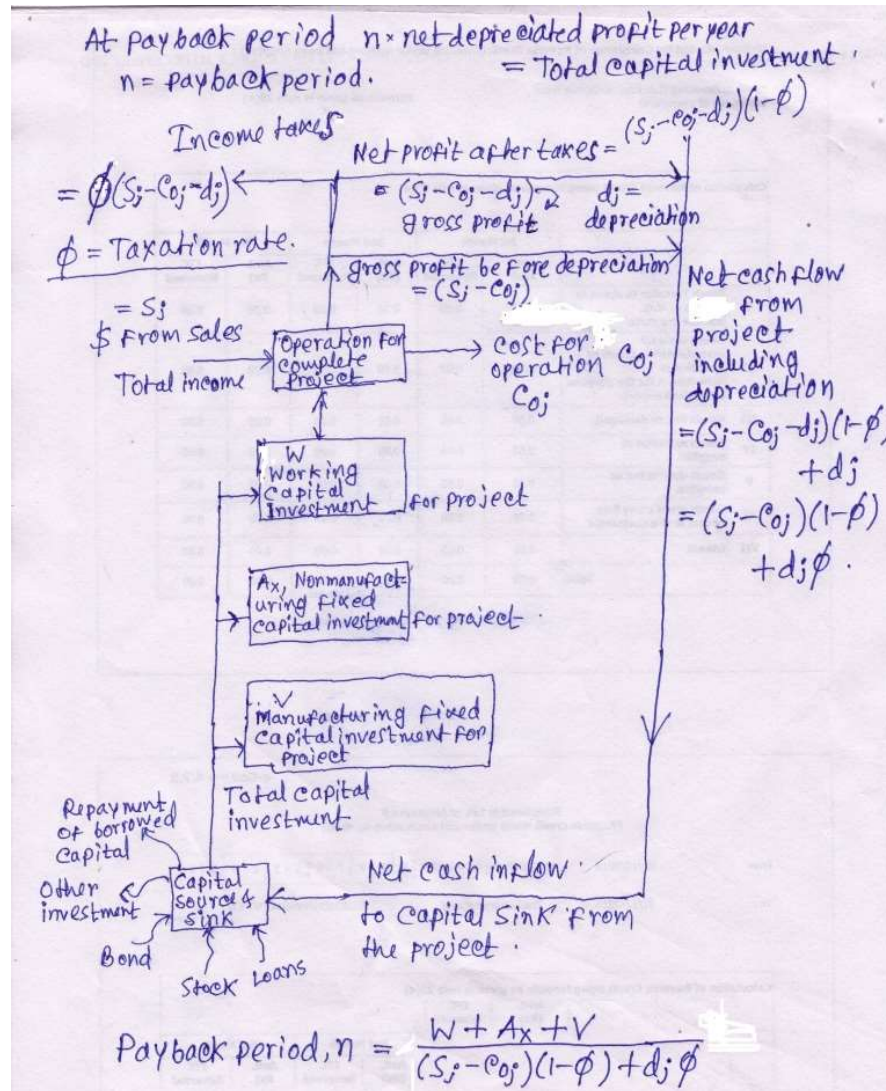 At payback period n × net depreciated profit per year
n = payback period. = Total capital investment.
Income taxes
Net profit after taxes = (Sj-Coj-dj)(1-ϕ)
= ϕ(Sj-Coj-dj)
= (Sj-Coj-dj) dj =
gross profit depreciation
ϕ = Taxation rate.
gross profit before depreciation
= (Sj-Coj)
= Sj
$ From sales
Total income
Operation for
complete
Project
cost for
operation Coj
Coj
Net cash flow
from
project
including
depreciation
= (Sj-Coj-dj)(1-ϕ)
+ dj
= (Sj-Coj)(1-ϕ)
+ djϕ.
W
Working
Capital
Investment for project
Ax, Nonmanufact-
uring Fixed
capital investment for project.
V
Manufacturing Fixed
Capital investment for
Project
Total capital
investment
Repayment
of borrowed
Capital
Other
investment
Capital
source &
sink
Bond
Stock Loans
Net cash inflow.
to Capital Sink from
the project.
Payback period, n = W + Ax + V
(Sj-Coj)(1-ϕ) + djϕ